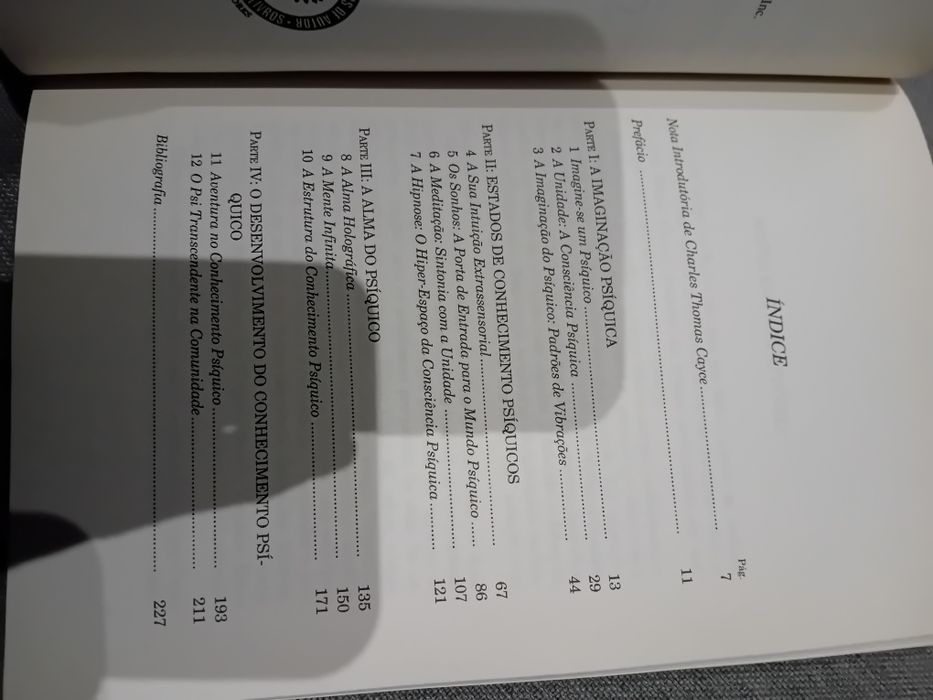 Inc.
DE AUTOR
ÍNDICE
Pág.
Nota Introdutória de Charles Thomas Cayce 7
Prefácio 11
PARTE I: A IMAGINAÇÃO PSÍQUICA
1 Imagine-se um Psíquico 13
2 A Unidade: A Consciência Psíquica 29
3 A Imaginação do Psíquico: Padrões de Vibrações 44
PARTE II: ESTADOS DE CONHECIMENTO PSÍQUICOS
4 A Sua Intuição Extrassensorial 67
5 Os Sonhos: A Porta de Entrada para o Mundo Psíquico 86
6 A Meditação: Sintonia com a Unidade 107
7 A Hipnose: O Hiper-Espaço da Consciência Psíquica 121
PARTE III: A ALMA DO PSÍQUICO
8 A Alma Holográfica 135
9 A Mente Infinita 150
10 A Estrutura do Conhecimento Psíquico 171
PARTE IV: O DESENVOLVIMENTO DO CONHECIMENTO PSÍ-
QUICO
11 Aventura no Conhecimento Psíquico 193
12 O Psi Transcendente na Comunidade 211
Bibliografia 227